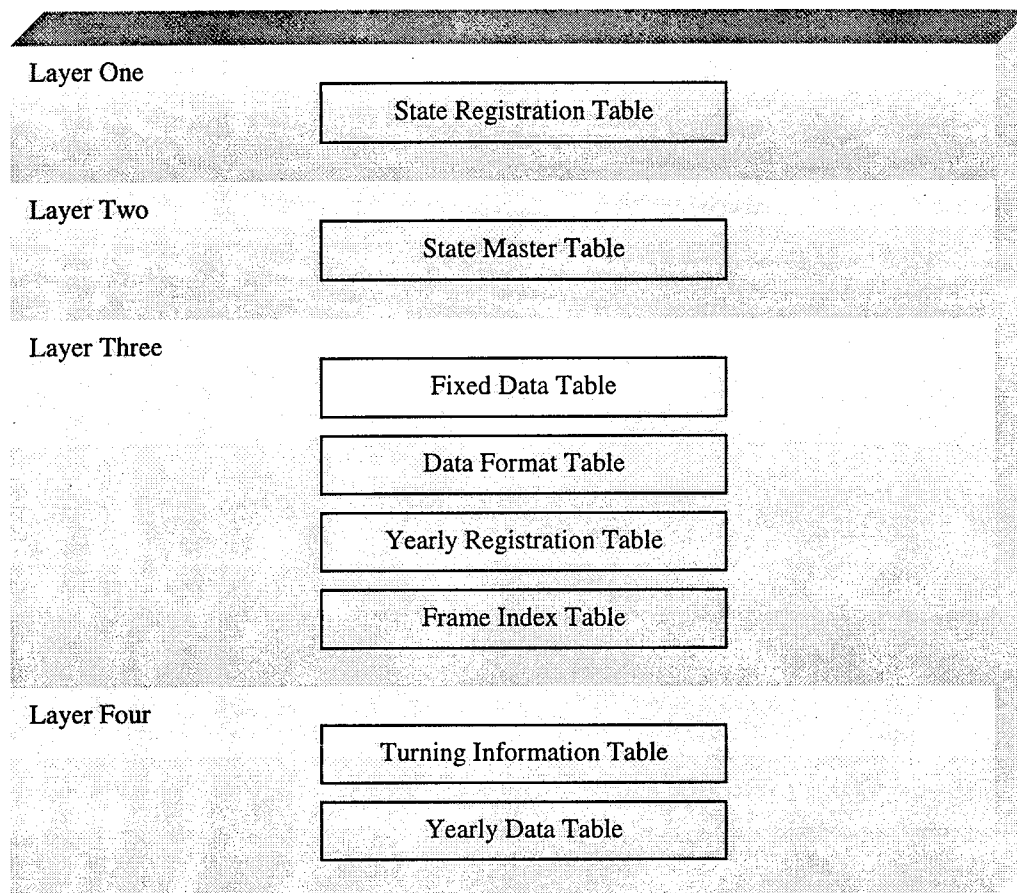 Layer One
State Registration Table
Layer Two
State Master Table
Layer Three
Fixed Data Table
Data Format Table
Yearly Registration Table
Frame Index Table
Layer Four
Turning Information Table
Yearly Data Table